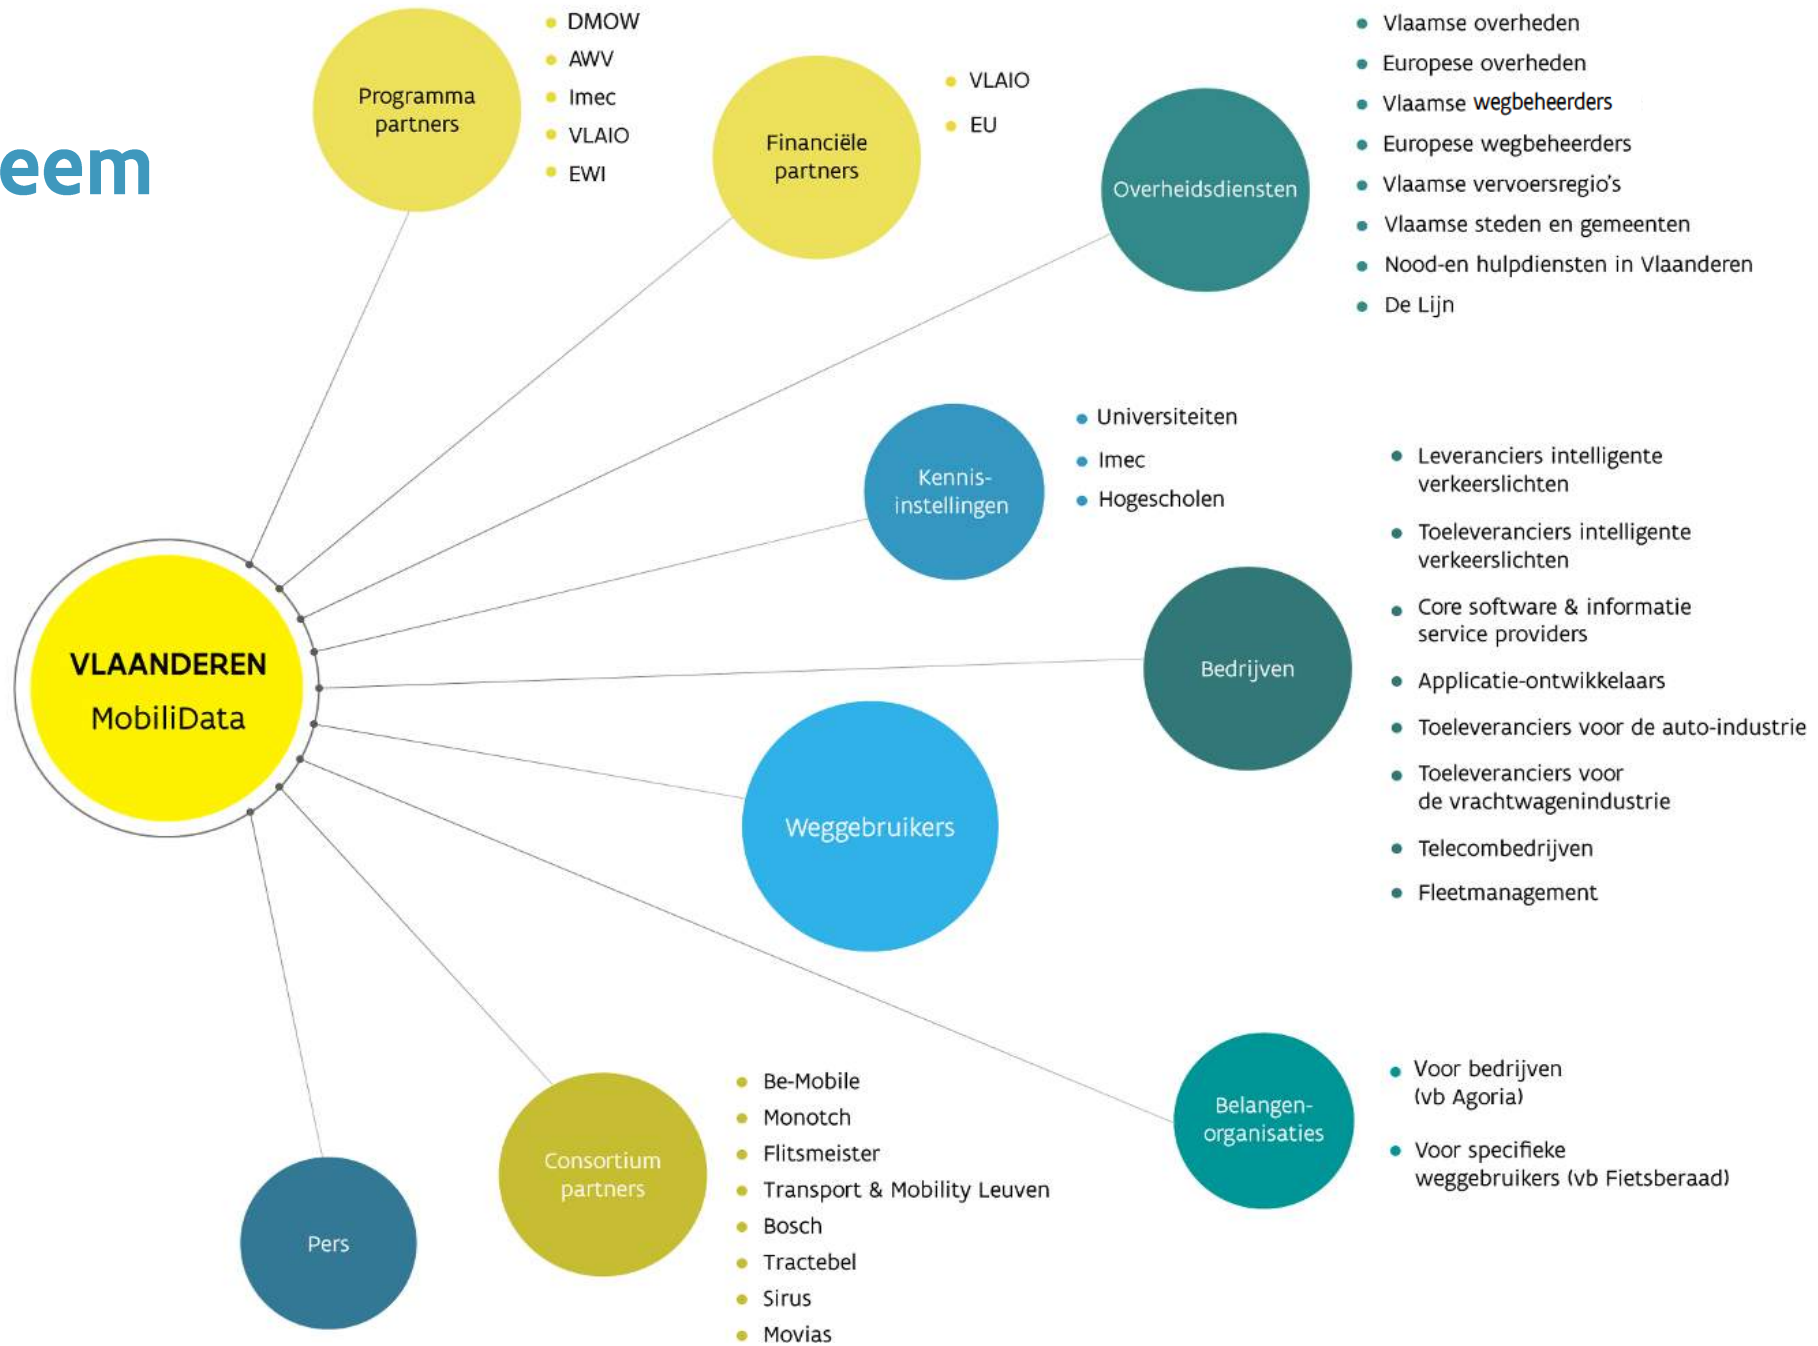 eem
Programma
partners
DMOW
AWV
Imec
VLAIO
EWI
Financiële
partners
VLAIO
EU
Overheidsdiensten
Vlaamse overheden
Europese overheden
Vlaamse wegbeheerders
Europese wegbeheerders
Vlaamse vervoersregio's
Vlaamse steden en gemeenten
Nood-en hulpdiensten in Vlaanderen
De Lijn
Kennis-
instellingen
Universiteiten
Imec
Hogescholen
VLAANDEREN
MobiliData
Bedrijven
Leveranciers intelligente
verkeerslichten
Toeleveranciers intelligente
verkeerslichten
Core software & informatie
service providers
Applicatie-ontwikkelaars
Toeleveranciers voor de auto-industrie
Toeleveranciers voor
de vrachtwagenindustrie
Telecombedrijven
Fleetmanagement
Weggebruikers
Belangen-
organisaties
Voor bedrijven
(vb Agoria)
Voor specifieke
weggebruikers (vb Fietsberaad)
Consortium
partners
Be-Mobile
Monotch
Flitsmeister
Transport & Mobility Leuven
Bosch
Tractebel
Sirus
Movias
Pers